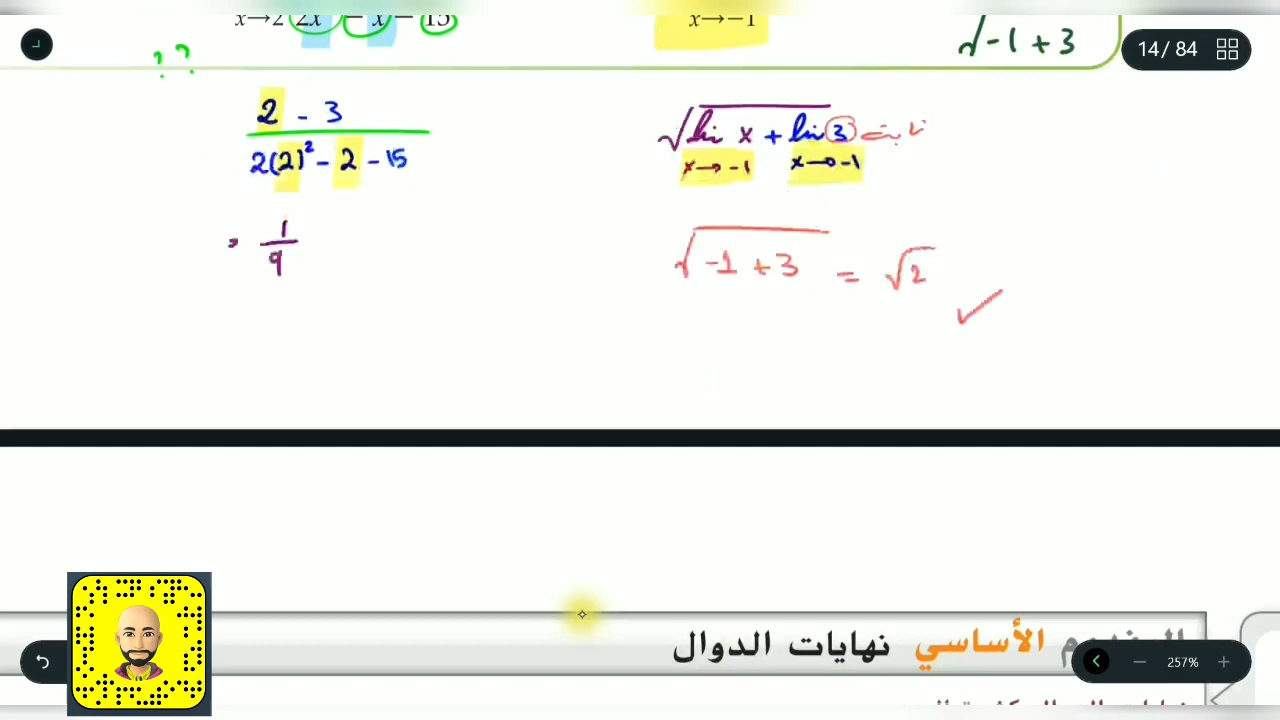 x→2 2x − x − 15
x→−1
√-1 + 3
14 / 84
? ?
2 - 3
2(2)² - 2 - 15
= 1/9
√lim x + lim 3 ثابت
x→-1 x→-1
√-1 + 3 = √2
الأساسي نهايات الدوال
257%